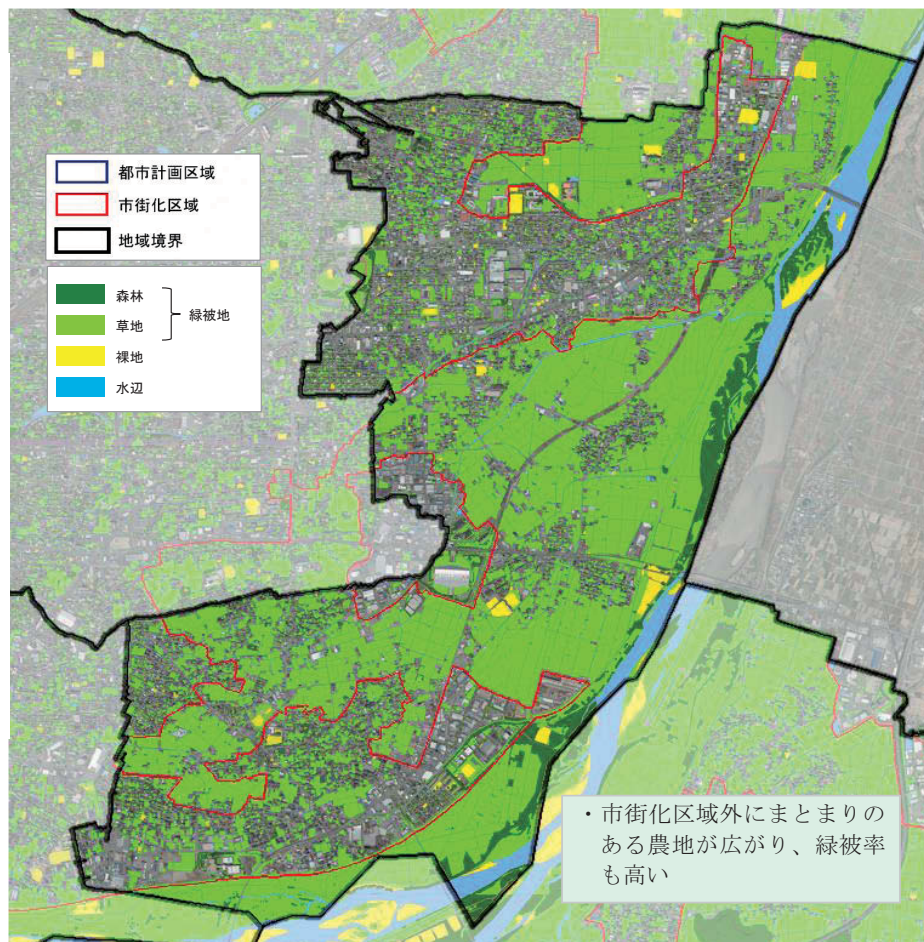 都市計画区域
市街化区域
地域境界
森林
草地
緑被地
裸地
水辺
・市街化区域外にまとまりの
ある農地が広がり、緑被率
も高い